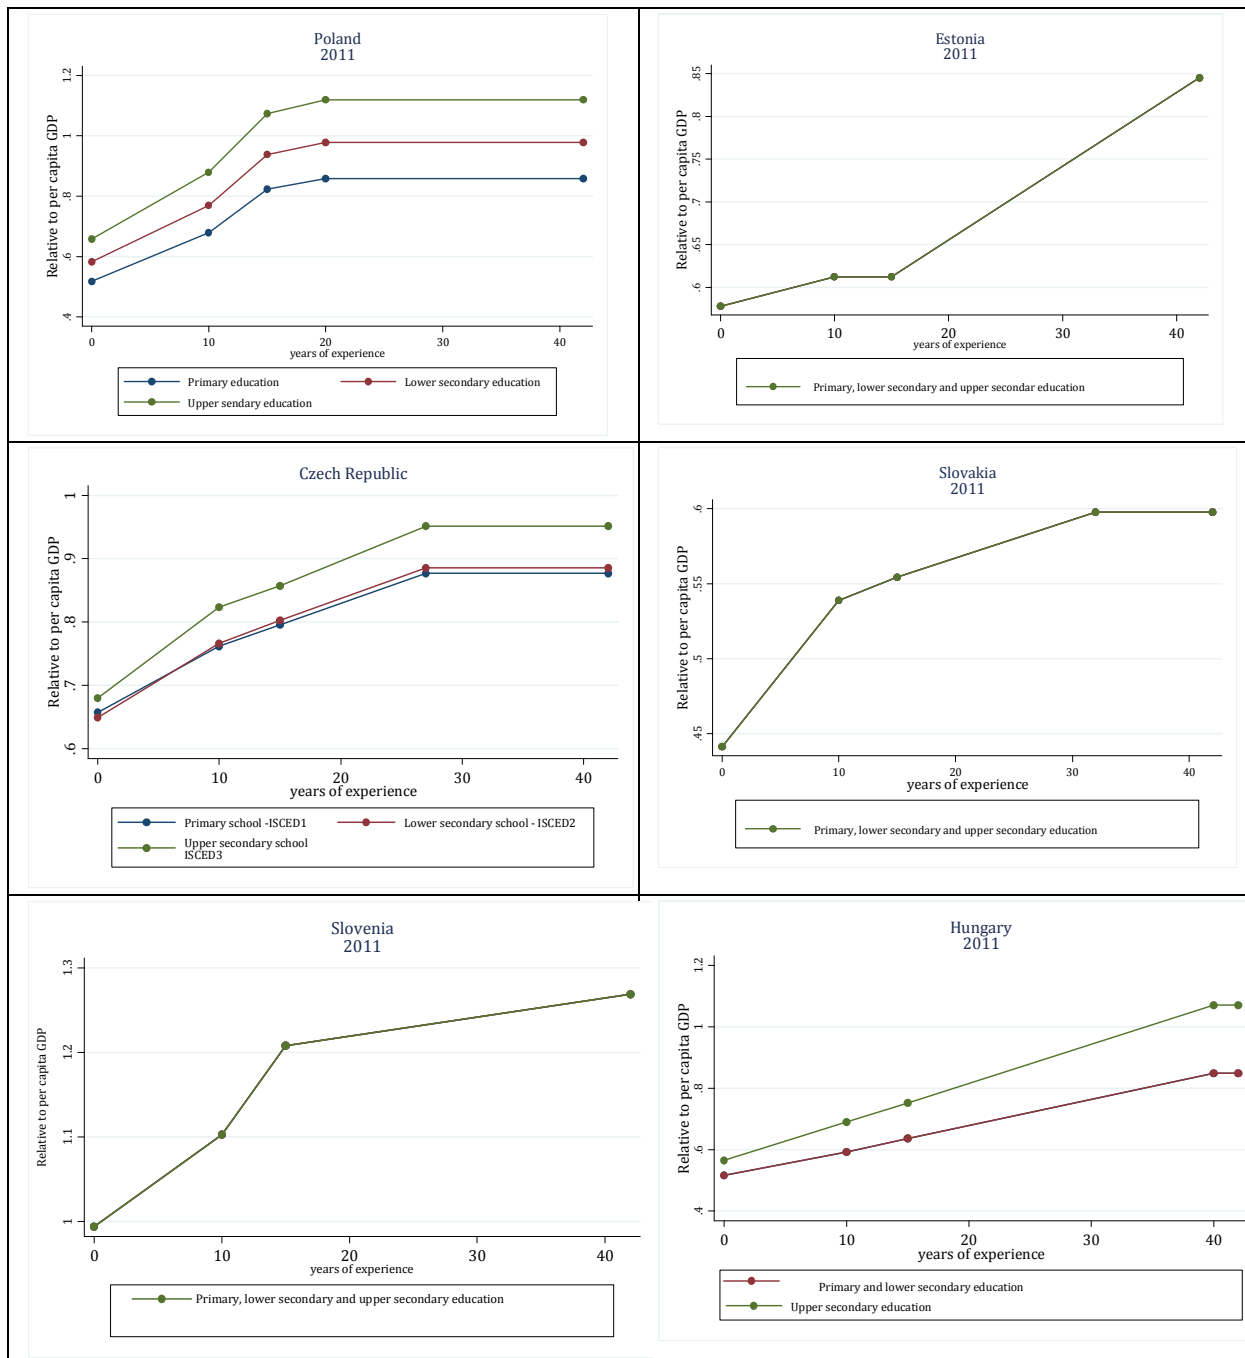 Poland
2011
Relative to per capita GDP
1.2
1
.8
.6
.4
0 10 20 30 40
years of experience
Primary education Lower secondary education
Upper sendary education
Estonia
2011
Relative to per capita GDP
.85
.8
.75
.7
.65
.6
0 10 20 30 40
years of experience
Primary, lower secondary and upper secondar education
Czech Republic
Relative to per capita GDP
1
.9
.8
.7
.6
0 10 20 30 40
years of experience
Primary school -ISCED1 Lower secondary school - ISCED2
Upper secondary school
ISCED3
Slovakia
2011
Relative to per capita GDP
.6
.55
.5
.45
0 10 20 30 40
years of experience
Primary, lower secondary and upper secondary education
Slovenia
2011
Relative to per capita GDP
1.3
1.2
1.1
1
0 10 20 30 40
years of experience
Primary, lower secondary and upper secondary education
Hungary
2011
Relative to per capita GDP
1.2
1
.8
.6
.4
0 10 20 30 40
years of experience
Primary and lower secondary education
Upper secondary education